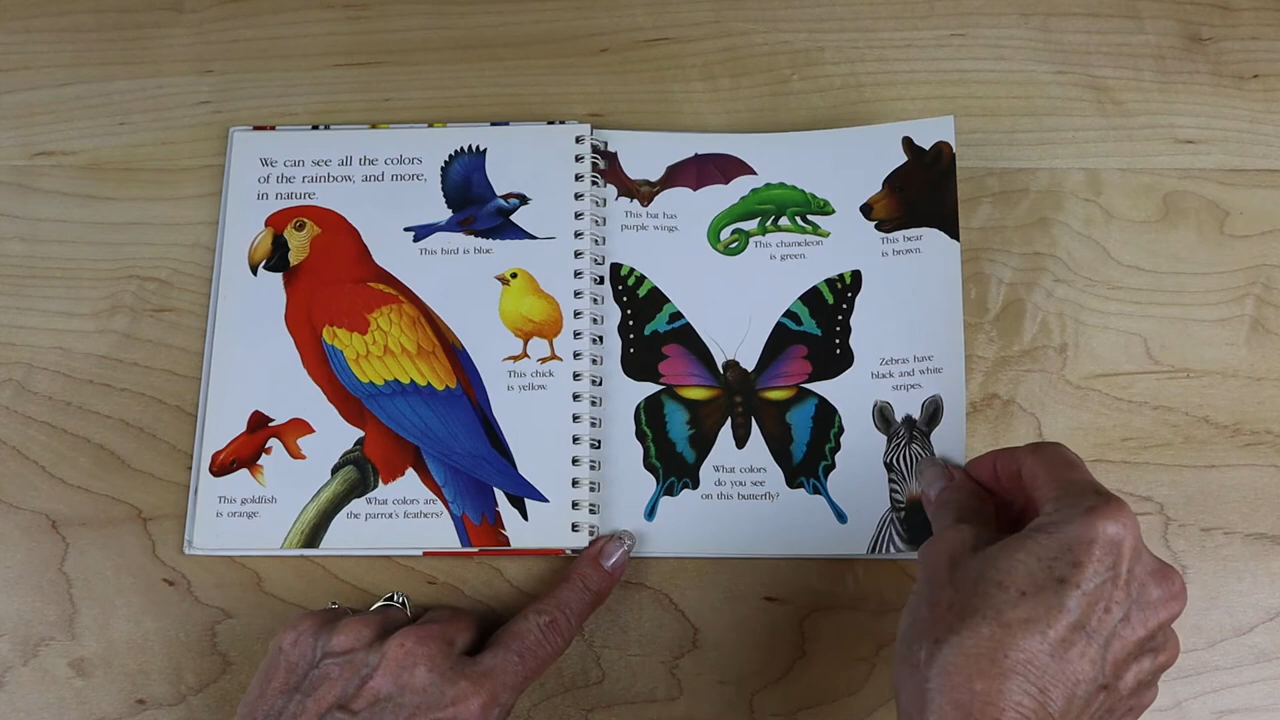 We can see all the colors
of the rainbow, and more,
in nature.
This bird is blue.
This chick
is yellow.
This goldfish
is orange.
What colors are
the parrot's feathers?
This bat has
purple wings.
This chameleon
is green.
This bear
is brown.
Zebras have
black and white
stripes.
What colors
do you see
on this butterfly?